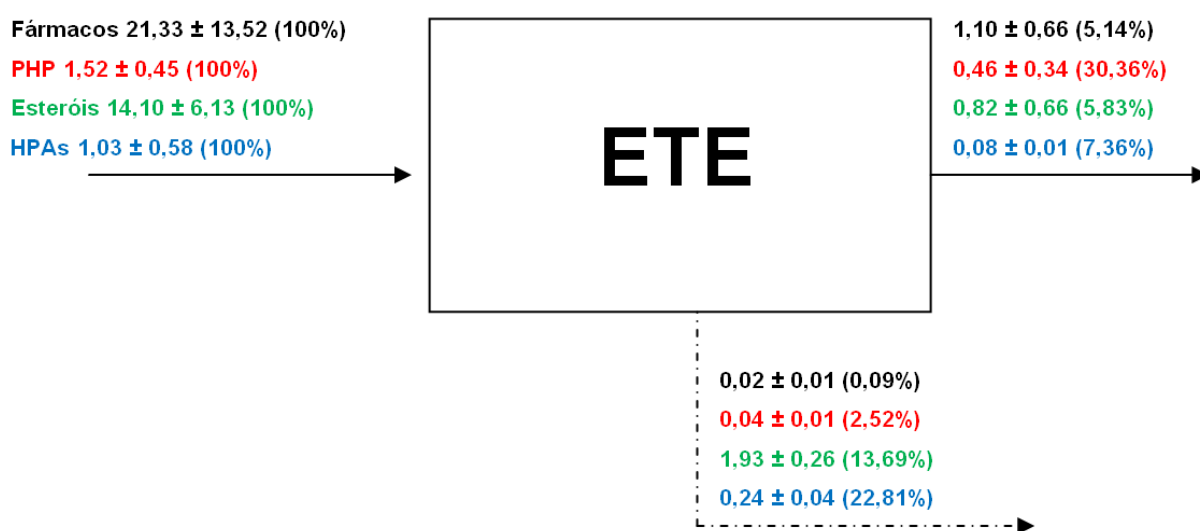 Fármacos 21,33 ± 13,52 (100%)
PHP 1,52 ± 0,45 (100%)
Esteróis 14,10 ± 6,13 (100%)
HPAs 1,03 ± 0,58 (100%)
ETE
1,10 ± 0,66 (5,14%)
0,46 ± 0,34 (30,36%)
0,82 ± 0,66 (5,83%)
0,08 ± 0,01 (7,36%)
0,02 ± 0,01 (0,09%)
0,04 ± 0,01 (2,52%)
1,93 ± 0,26 (13,69%)
0,24 ± 0,04 (22,81%)